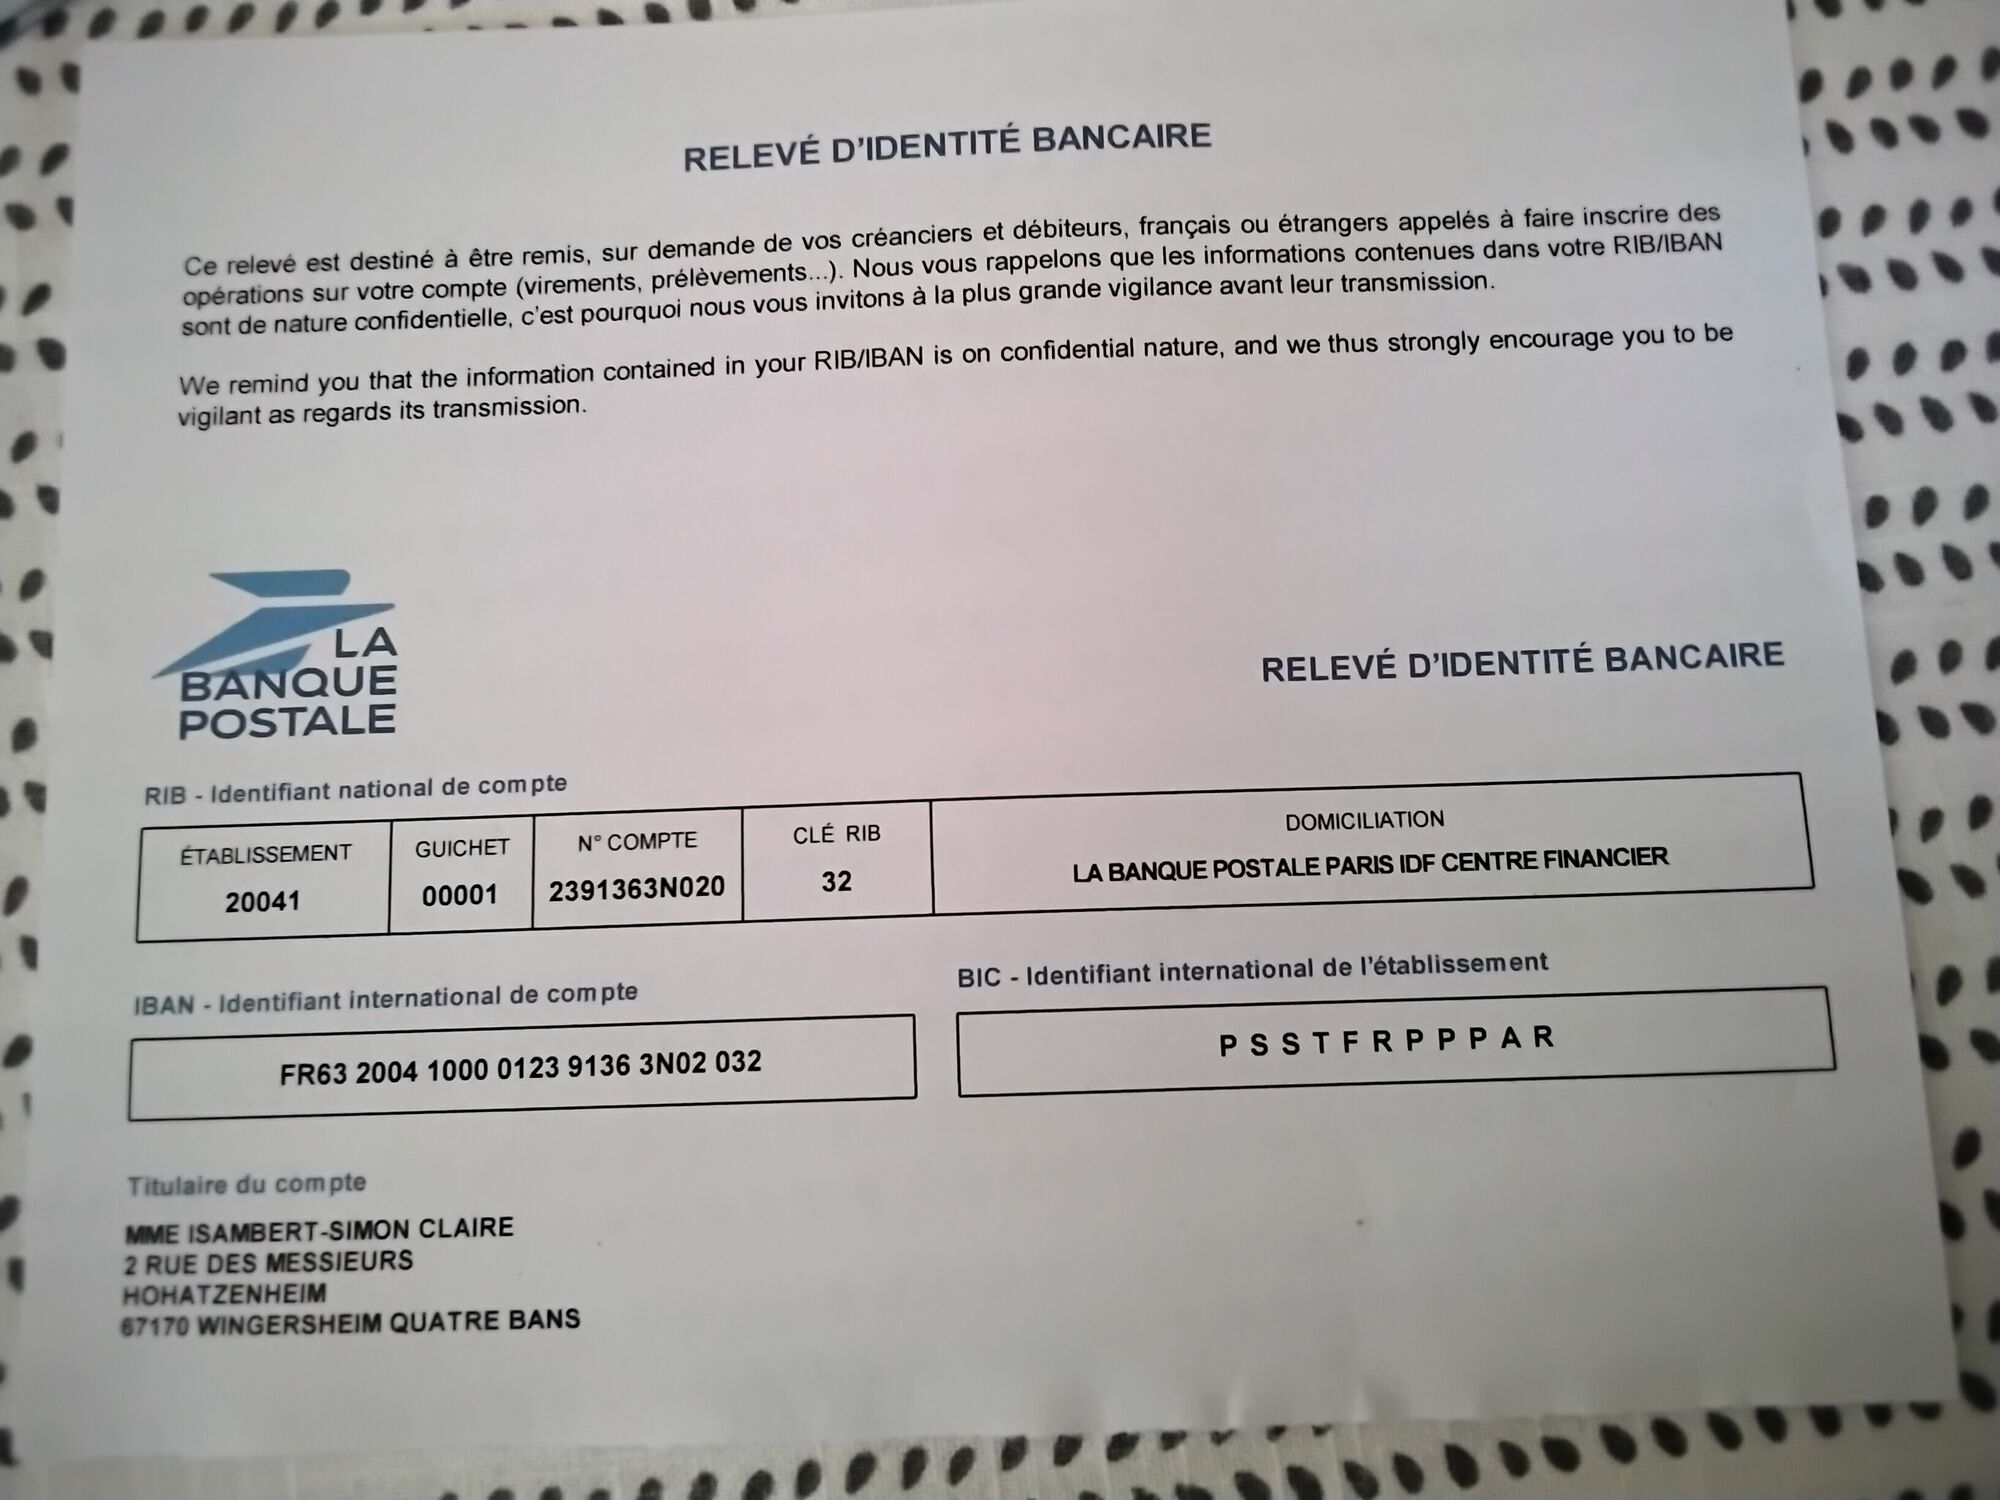 RELEVÉ D'IDENTITÉ BANCAIRE
Ce relevé est destiné à être remis, sur demande de vos créanciers et débiteurs, français ou étrangers appelés à faire inscrire des
opérations sur votre compte (virements, prélèvements...). Nous vous rappelons que les informations contenues dans votre RIB/IBAN
sont de nature confidentielle, c'est pourquoi nous vous invitons à la plus grande vigilance avant leur transmission.
We remind you that the information contained in your RIB/IBAN is on confidential nature, and we thus strongly encourage you to be
vigilant as regards its transmission.
LA
BANQUE
POSTALE
RELEVÉ D'IDENTITÉ BANCAIRE
RIB - Identifiant national de compte
ÉTABLISSEMENT GUICHET N° COMPTE CLÉ RIB DOMICILIATION
20041 00001 2391363N020 32 LA BANQUE POSTALE PARIS IDF CENTRE FINANCIER
IBAN - Identifiant international de compte BIC - Identifiant international de l'établissement
FR63 2004 1000 0123 9136 3N02 032 P S S T F R P P P A R
Titulaire du compte
MME ISAMBERT-SIMON CLAIRE
2 RUE DES MESSIEURS
HOHATZENHEIM
67170 WINGERSHEIM QUATRE BANS